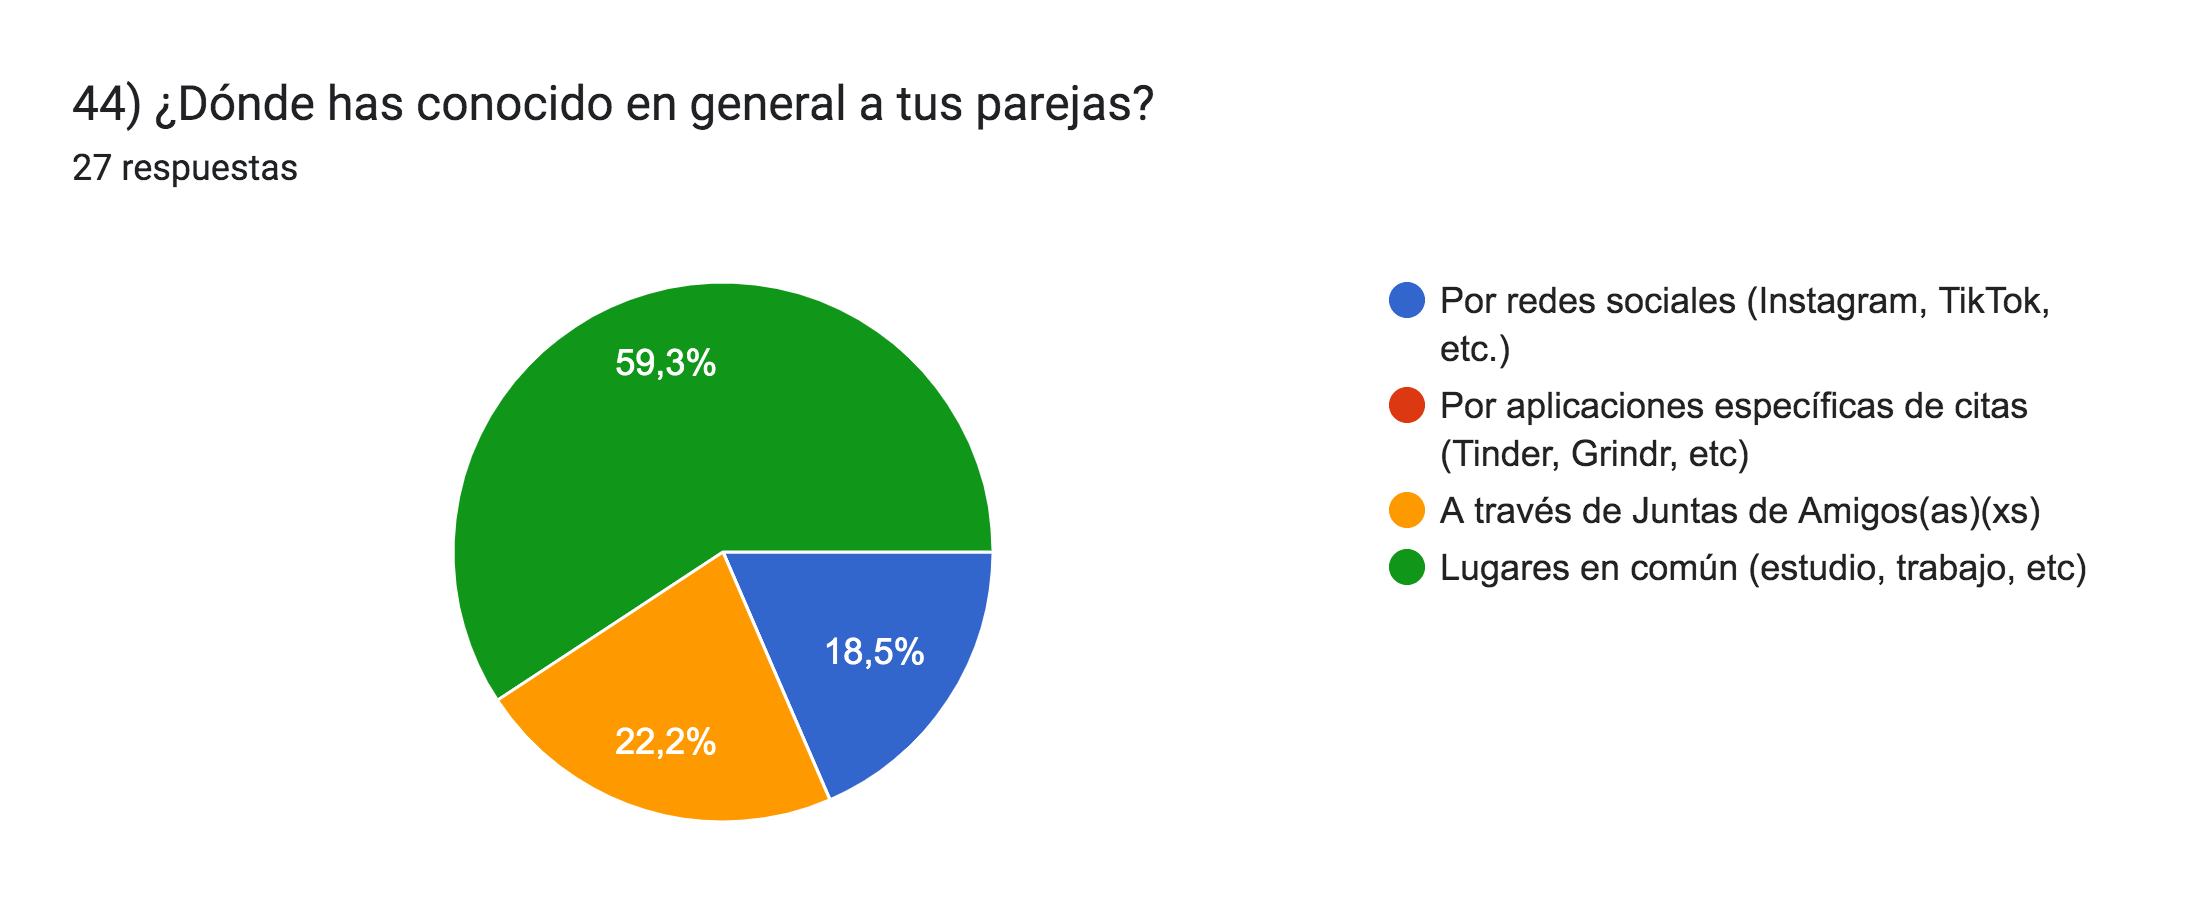 44) ¿Dónde has conocido en general a tus parejas?
27 respuestas
59,3%
18,5%
22,2%
Por redes sociales (Instagram, TikTok,
etc.)
Por aplicaciones específicas de citas
(Tinder, Grindr, etc)
A través de Juntas de Amigos(as)(xs)
Lugares en común (estudio, trabajo, etc)